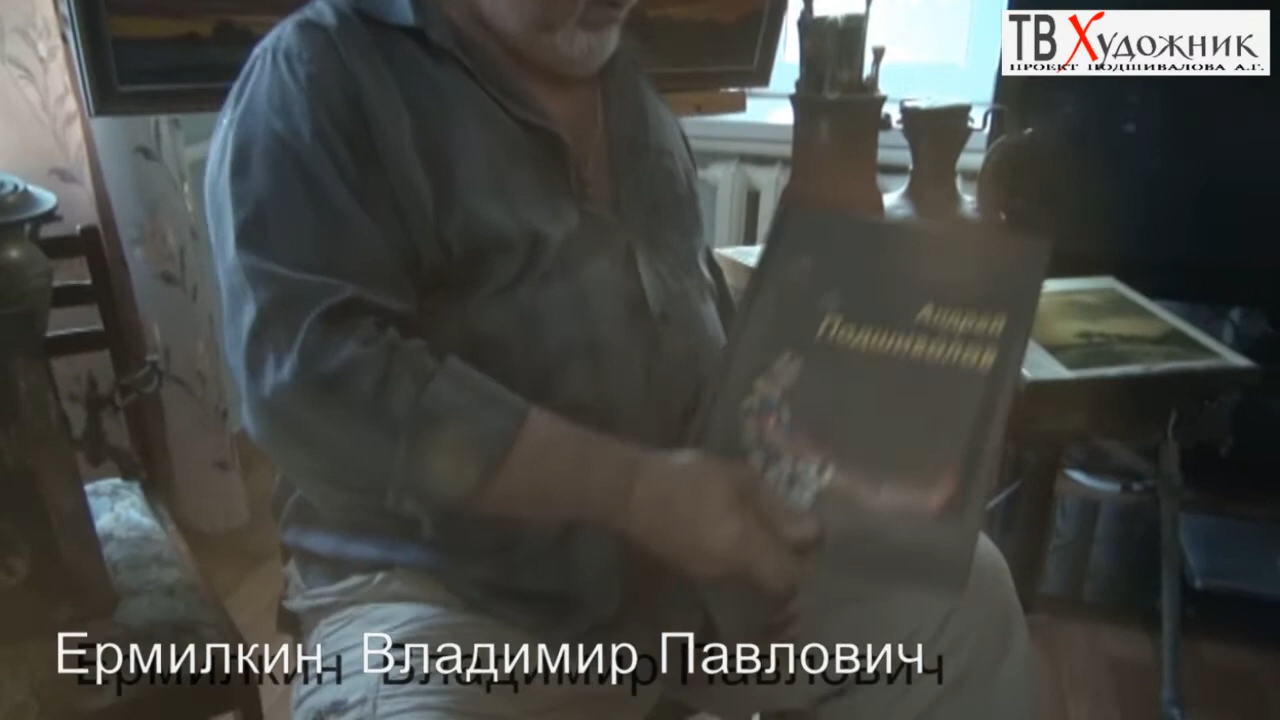 ТВ Художник
ПРОЕКТ ПОДШИВАЛОВА А.Г.
Андрей
Подшивалов
Ермилкин Владимир Павлович